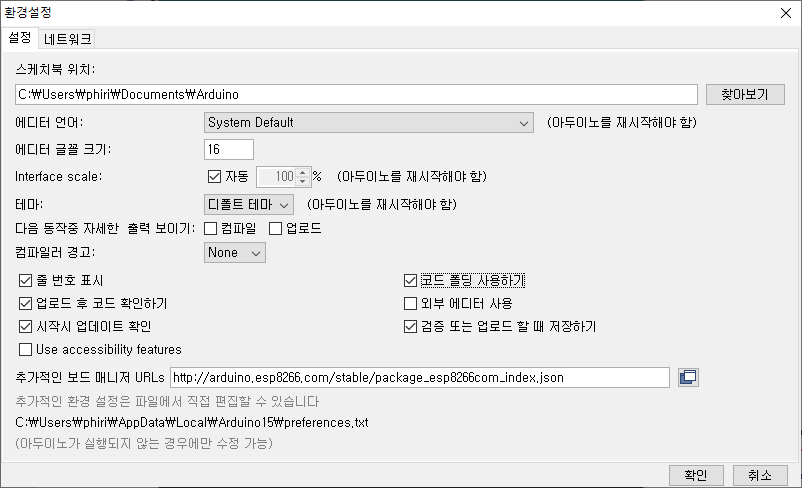 환경설정
설정 네트워크
스케치북 위치:
C:\Users\phiri\Documents\Arduino 찾아보기
에디터 언어: System Default (아두이노를 재시작해야 함)
에디터 글꼴 크기: 16
Interface scale: 자동 100 % (아두이노를 재시작해야 함)
테마: 디폴트 테마 (아두이노를 재시작해야 함)
다음 동작중 자세한 출력 보이기: 컴파일 업로드
컴파일러 경고: None
줄 번호 표시 코드 폴딩 사용하기
업로드 후 코드 확인하기 외부 에디터 사용
시작시 업데이트 확인 검증 또는 업로드 할 때 저장하기
Use accessibility features
추가적인 보드 매니저 URLs http://arduino.esp8266.com/stable/package_esp8266com_index.json
추가적인 환경 설정은 파일에서 직접 편집할 수 있습니다
C:\Users\phiri\AppData\Local\Arduino15\preferences.txt
(아두이노가 실행되지 않는 경우에만 수정 가능)
확인 취소